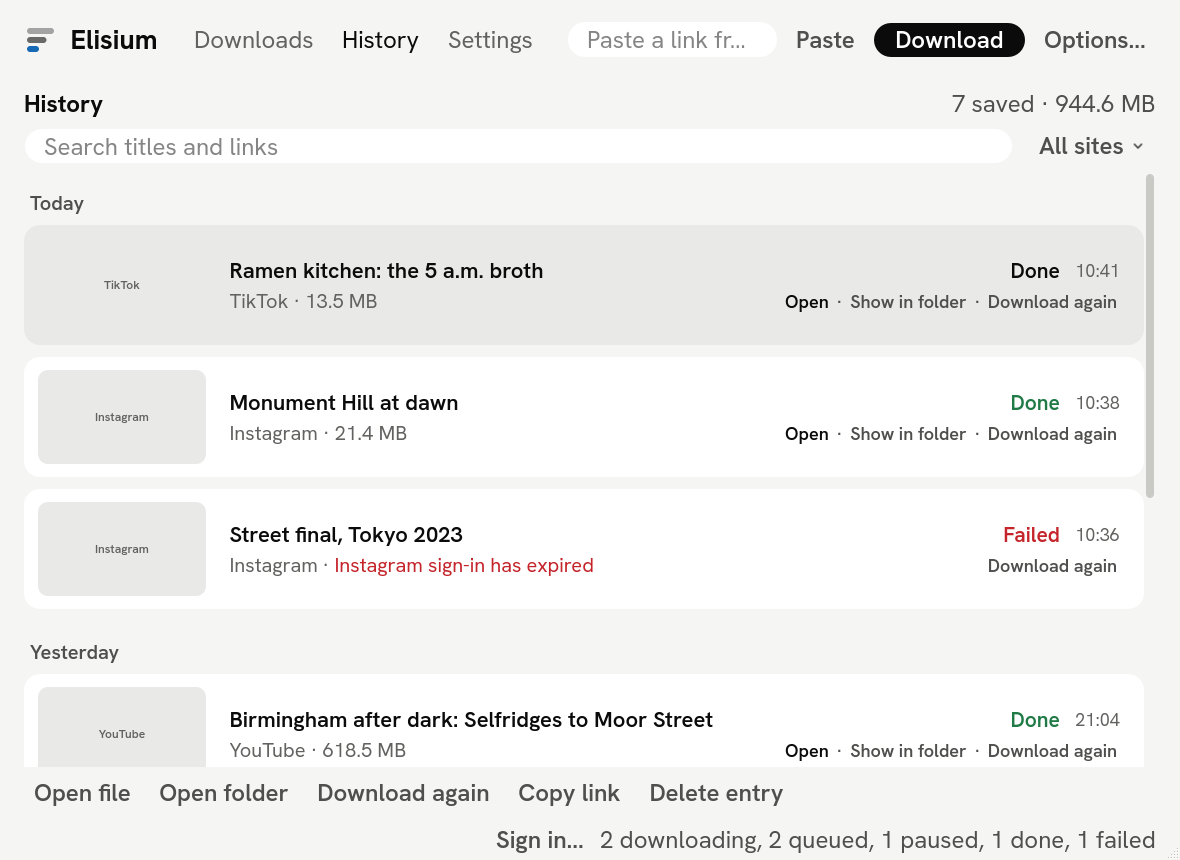 Elisium Downloads History Settings Paste a link fr... Paste Download Options...
History 7 saved · 944.6 MB
Search titles and links All sites
Today
TikTok
Ramen kitchen: the 5 a.m. broth Done 10:41
TikTok · 13.5 MB Open · Show in folder · Download again
Instagram
Monument Hill at dawn Done 10:38
Instagram · 21.4 MB Open · Show in folder · Download again
Instagram
Street final, Tokyo 2023 Failed 10:36
Instagram · Instagram sign-in has expired Download again
Yesterday
YouTube
Birmingham after dark: Selfridges to Moor Street Done 21:04
YouTube · 618.5 MB Open · Show in folder · Download again
Open file Open folder Download again Copy link Delete entry
Sign in... 2 downloading, 2 queued, 1 paused, 1 done, 1 failed